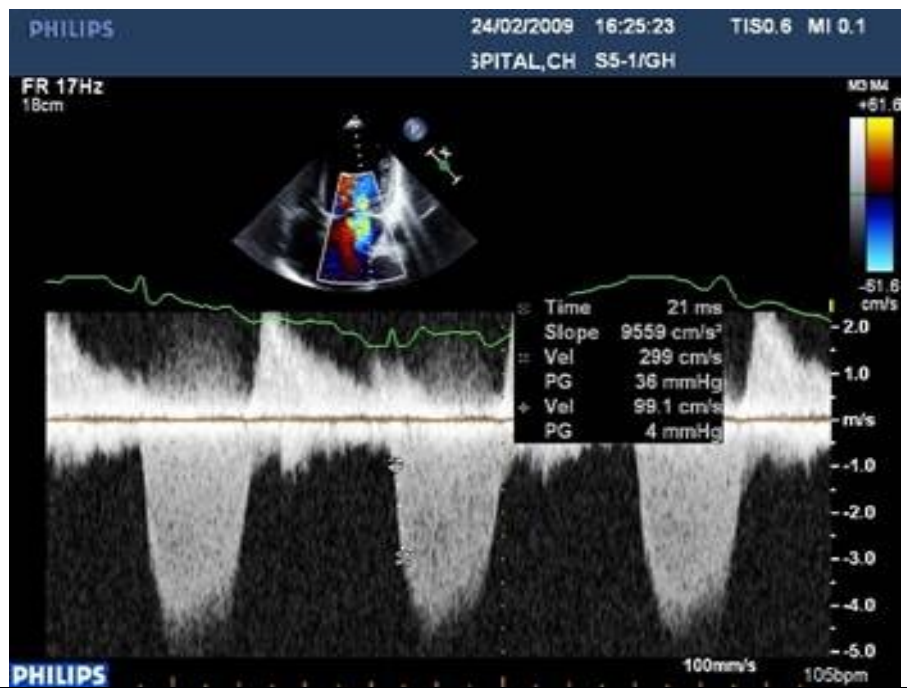 PHILIPS
24/02/2009 16:25:23 TIS0.6 MI 0.1
SPITAL,CH S5-1/GH
FR 17Hz
18cm
M3 M4
+61.6
-61.6
cm/s
Time 21 ms
Slope 9559 cm/s²
Vel 299 cm/s
PG 36 mmHg
Vel 99.1 cm/s
PG 4 mmHg
-2.0
-1.0
-m/s
--1.0
--2.0
--3.0
--4.0
--5.0
100mm/s
105bpm
PHILIPS